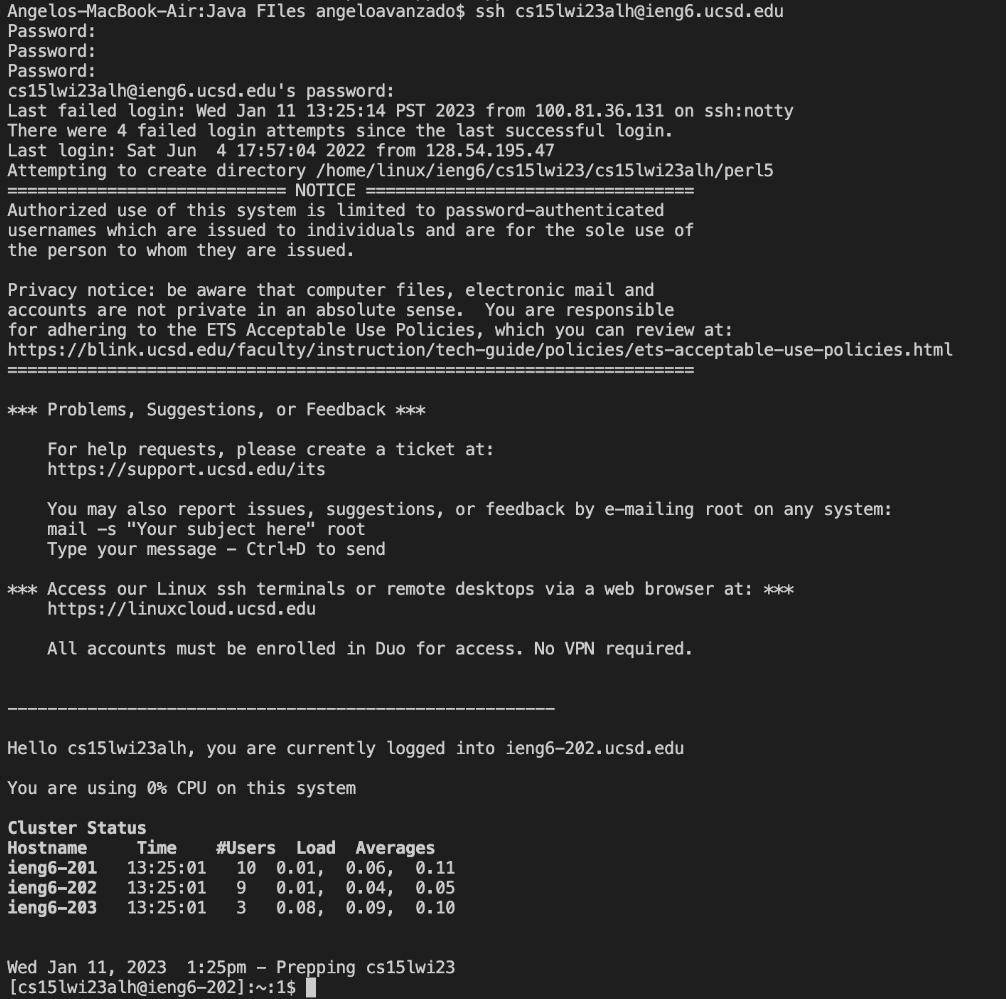 Angelos-MacBook-Air:Java FIles angeloavanzado$ ssh cs15lwi23alh@ieng6.ucsd.edu
Password:
Password:
Password:
cs15lwi23alh@ieng6.ucsd.edu's password:
Last failed login: Wed Jan 11 13:25:14 PST 2023 from 100.81.36.131 on ssh:notty
There were 4 failed login attempts since the last successful login.
Last login: Sat Jun  4 17:57:04 2022 from 128.54.195.47
Attempting to create directory /home/linux/ieng6/cs15lwi23/cs15lwi23alh/perl5
============================ NOTICE =================================
Authorized use of this system is limited to password-authenticated
usernames which are issued to individuals and are for the sole use of
the person to whom they are issued.

Privacy notice: be aware that computer files, electronic mail and
accounts are not private in an absolute sense.  You are responsible
for adhering to the ETS Acceptable Use Policies, which you can review at:
https://blink.ucsd.edu/faculty/instruction/tech-guide/policies/ets-acceptable-use-policies.html
=====================================================================

*** Problems, Suggestions, or Feedback ***

    For help requests, please create a ticket at:
    https://support.ucsd.edu/its

    You may also report issues, suggestions, or feedback by e-mailing root on any system:
    mail -s "Your subject here" root
    Type your message - Ctrl+D to send

*** Access our Linux ssh terminals or remote desktops via a web browser at: ***
    https://linuxcloud.ucsd.edu

    All accounts must be enrolled in Duo for access. No VPN required.


-------------------------------------------------------

Hello cs15lwi23alh, you are currently logged into ieng6-202.ucsd.edu

You are using 0% CPU on this system

Cluster Status
Hostname     Time    #Users  Load  Averages
ieng6-201   13:25:01   10  0.01,  0.06,  0.11
ieng6-202   13:25:01   9   0.01,  0.04,  0.05
ieng6-203   13:25:01   3   0.08,  0.09,  0.10


Wed Jan 11, 2023  1:25pm - Prepping cs15lwi23
[cs15lwi23alh@ieng6-202]:~:1$